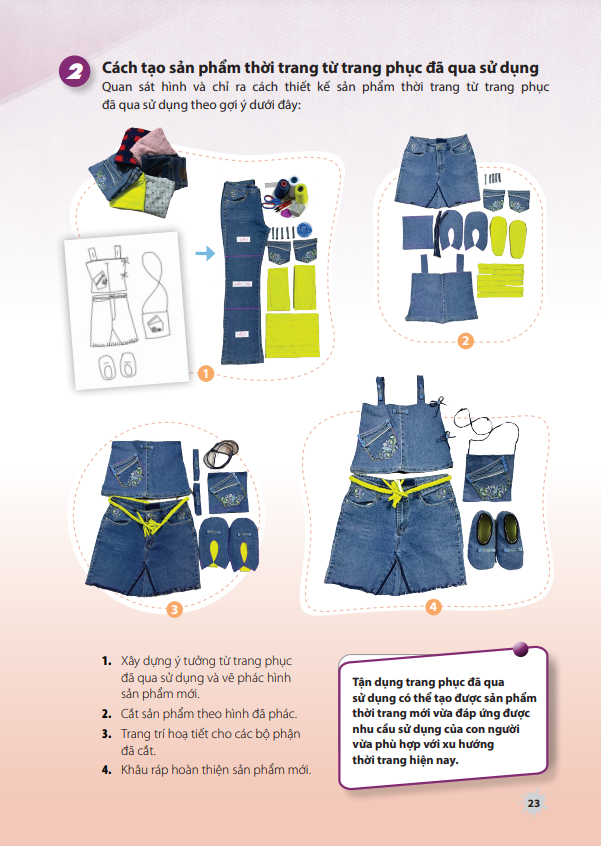 2
Cách tạo sản phẩm thời trang từ trang phục đã qua sử dụng
Quan sát hình và chỉ ra cách thiết kế sản phẩm thời trang từ trang phục
đã qua sử dụng theo gợi ý dưới đây:
1
2
3
4
1. Xây dựng ý tưởng từ trang phục
đã qua sử dụng và vẽ phác hình
sản phẩm mới.
2. Cắt sản phẩm theo hình đã phác.
3. Trang trí hoạ tiết cho các bộ phận
đã cắt.
4. Khâu ráp hoàn thiện sản phẩm mới.
Tận dụng trang phục đã qua
sử dụng có thể tạo được sản phẩm
thời trang mới vừa đáp ứng được
nhu cầu sử dụng của con người
vừa phù hợp với xu hướng
thời trang hiện nay.
23